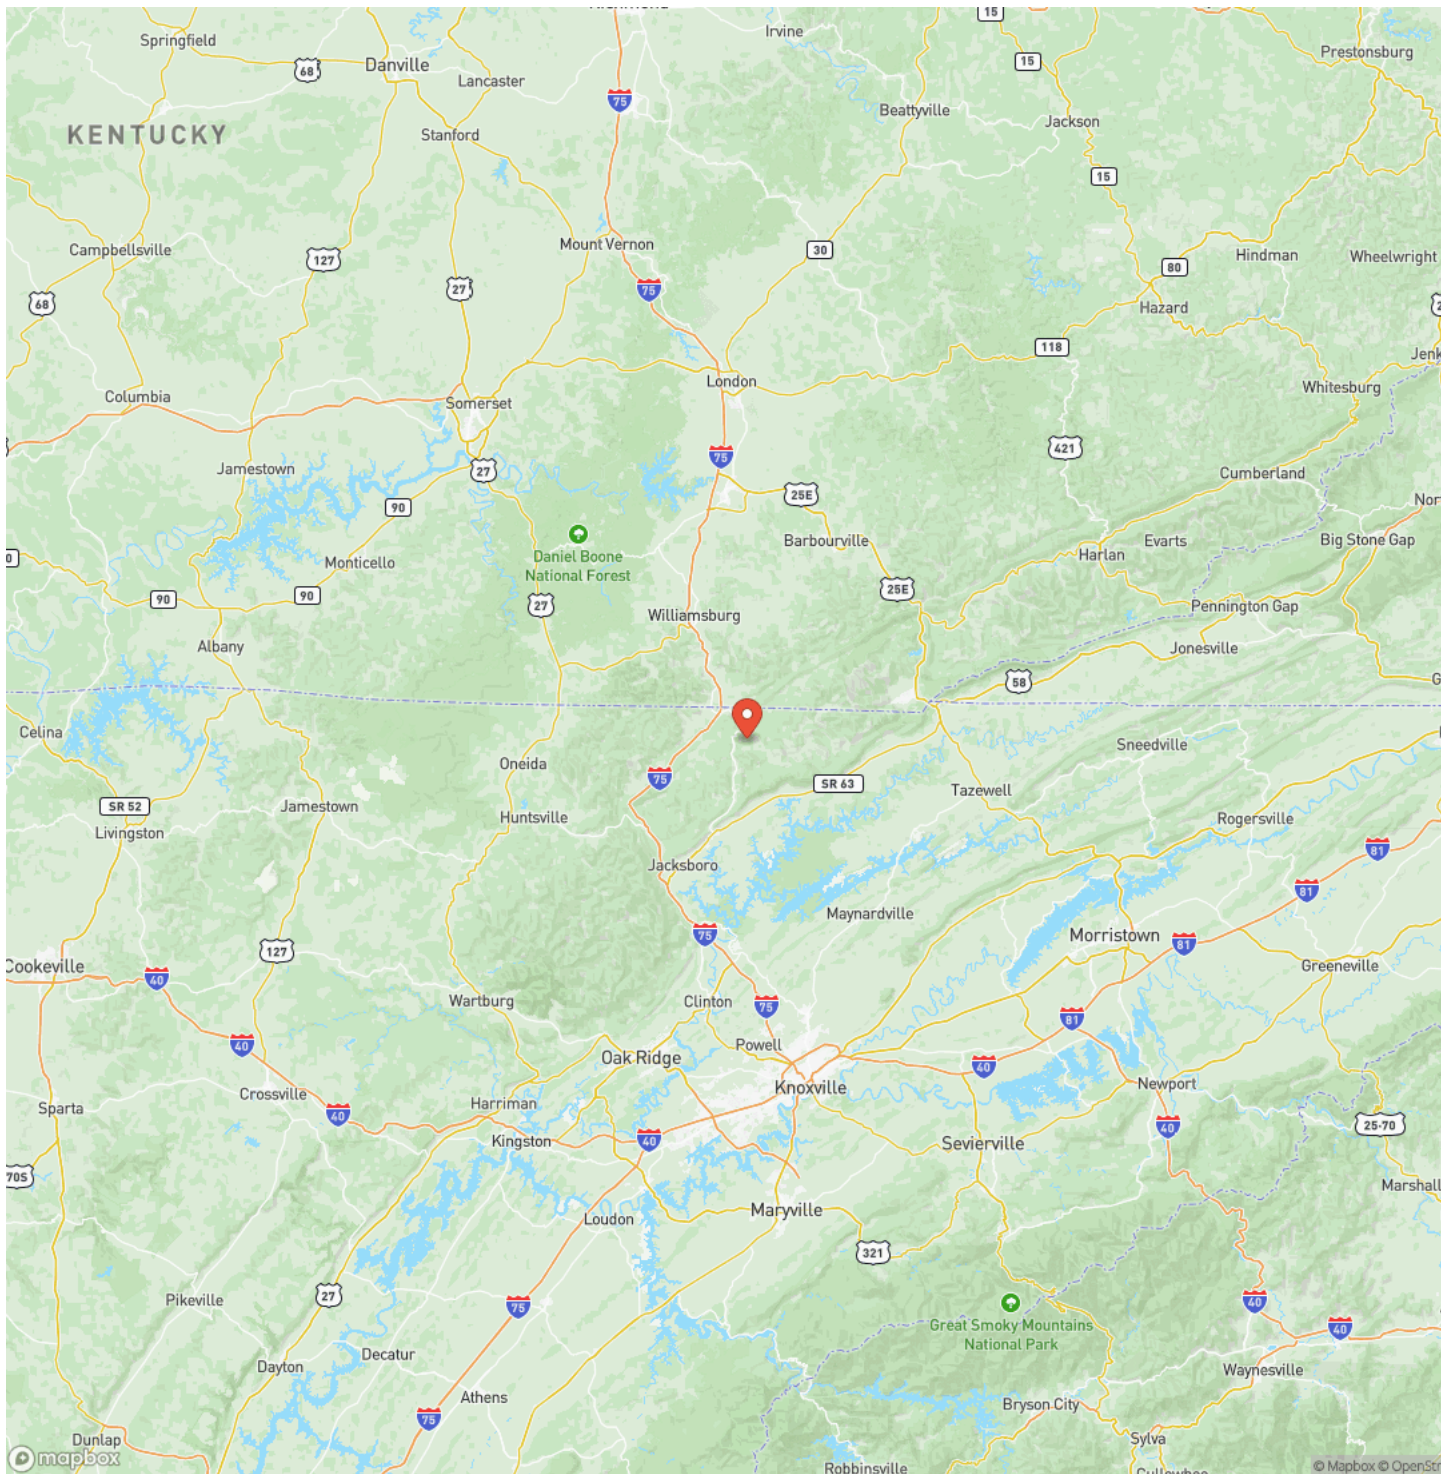 Springfield
68
Danville
Lancaster
75
Irvine
15
15
Prestonsburg
Beattyville
Jackson
KENTUCKY
Stanford
15
Campbellsville
127
Mount Vernon
30
Hindman
Wheelwright
80
27
75
68
Hazard
118
Jenk
London
Whitesburg
Columbia
Somerset
421
75
Jamestown
27
Cumberland
25E
90
Nor
Barbourville
Big Stone Gap
Evarts
Harlan
Daniel Boone
National Forest
0
Monticello
25E
90
90
27
Pennington Gap
Williamsburg
Albany
Jonesville
58
G
Celina
Sneedville
Oneida
75
SR 63
Tazewell
SR 52
Jamestown
Huntsville
Rogersville
Livingston
81
Jacksboro
81
Maynardville
75
Morristown
81
127
Cookeville
40
Greeneville
Wartburg
Clinton
75
81
40
Powell
Oak Ridge
40
Knoxville
Newport
Crossville
Harriman
Sparta
40
40
25-70
Kingston
40
Sevierville
70S
Marshall
Maryville
Loudon
321
27
Pikeville
75
40
Great Smoky Mountains
National Park
40
Decatur
Dayton
Waynesville
Athens
Bryson City
75
Dunlap
Sylva
mapbox
Robbinsville
© Mapbox © OpenStr